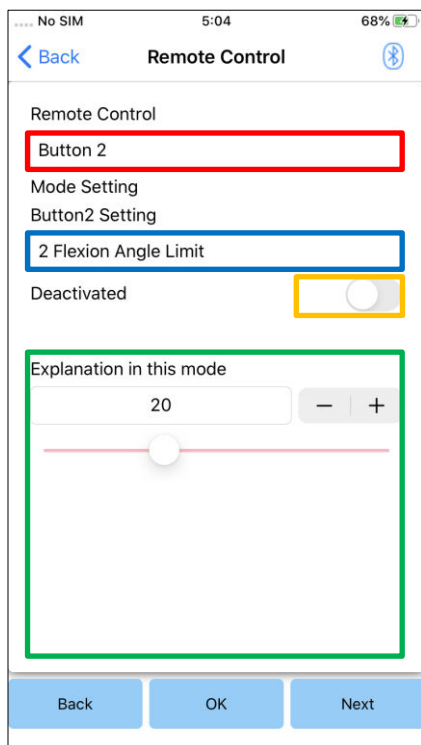 .... No SIM 5:04 68%
Back Remote Control
Remote Control
Button 2
Mode Setting
Button2 Setting
2 Flexion Angle Limit
Deactivated
Explanation in this mode
20 − +
Back OK Next